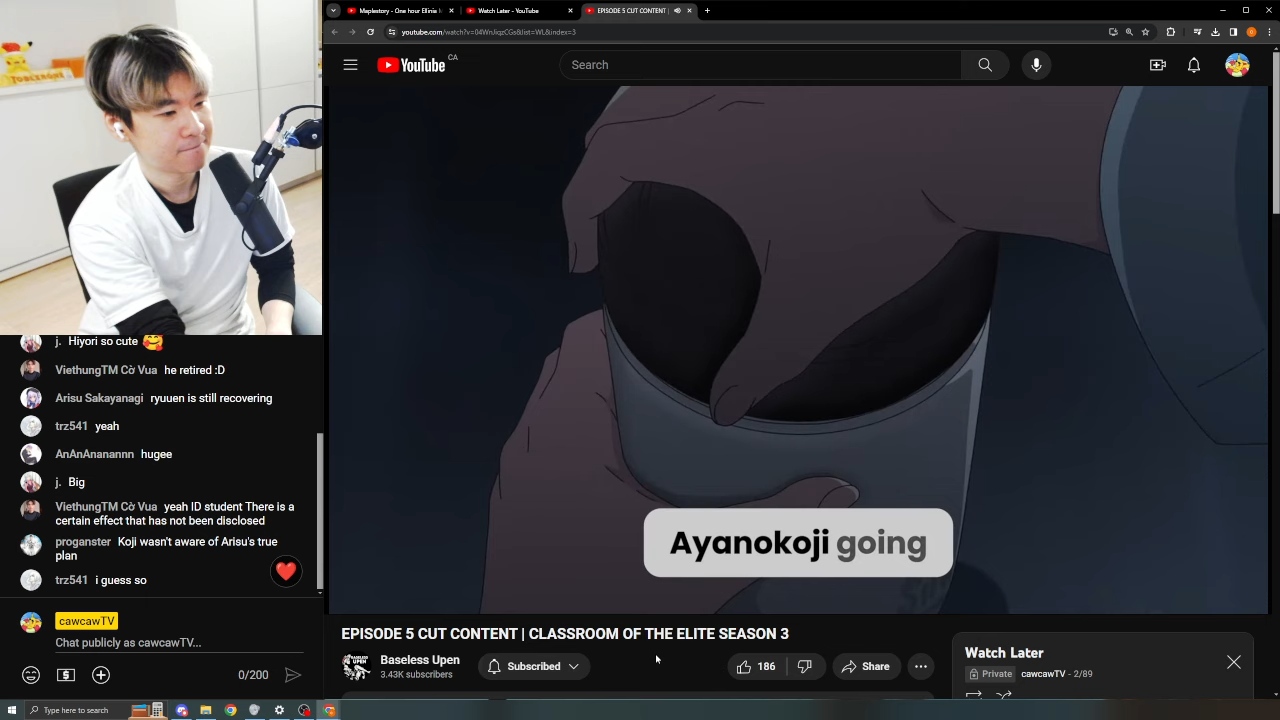 Maplestory - One hour Ellinia
Watch Later - YouTube
EPISODE 5 CUT CONTENT |
youtube.com/watch?v=04WnJiqzCGs&list=WL&index=3
YouTube CA
Search
j. Hiyori so cute 🥰
ViethungTM Cờ Vua he retired :D
Arisu Sakayanagi ryuuen is still recovering
trz541 yeah
AnAnAnanannn hugee
j. Big
ViethungTM Cờ Vua yeah ID student There is a
certain effect that has not been disclosed
proganster Koji wasn't aware of Arisu's true
plan
trz541 i guess so
cawcawTV
Chat publicly as cawcawTV...
0/200
Ayanokoji going
EPISODE 5 CUT CONTENT | CLASSROOM OF THE ELITE SEASON 3
Baseless Upen
3.43K subscribers
Subscribed
186
Share
Watch Later
Private cawcawTV - 2/89
Type here to search